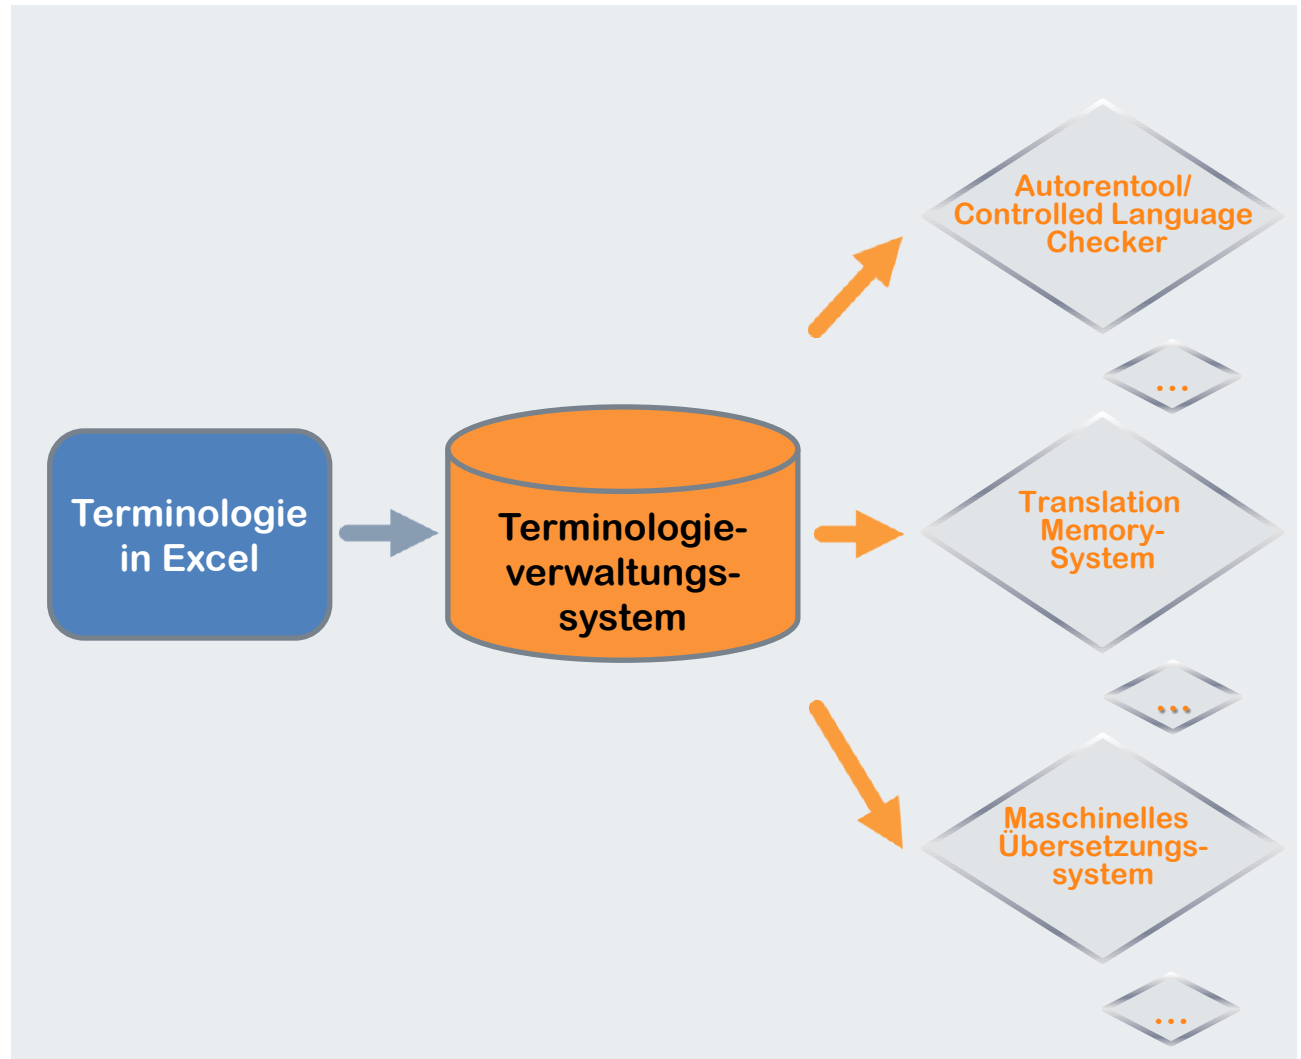 Terminologie
in Excel
Terminologie-
verwaltungs-
system
Autorentool/
Controlled Language
Checker
...
Translation
Memory-
System
...
Maschinelles
Übersetzungs-
system
...